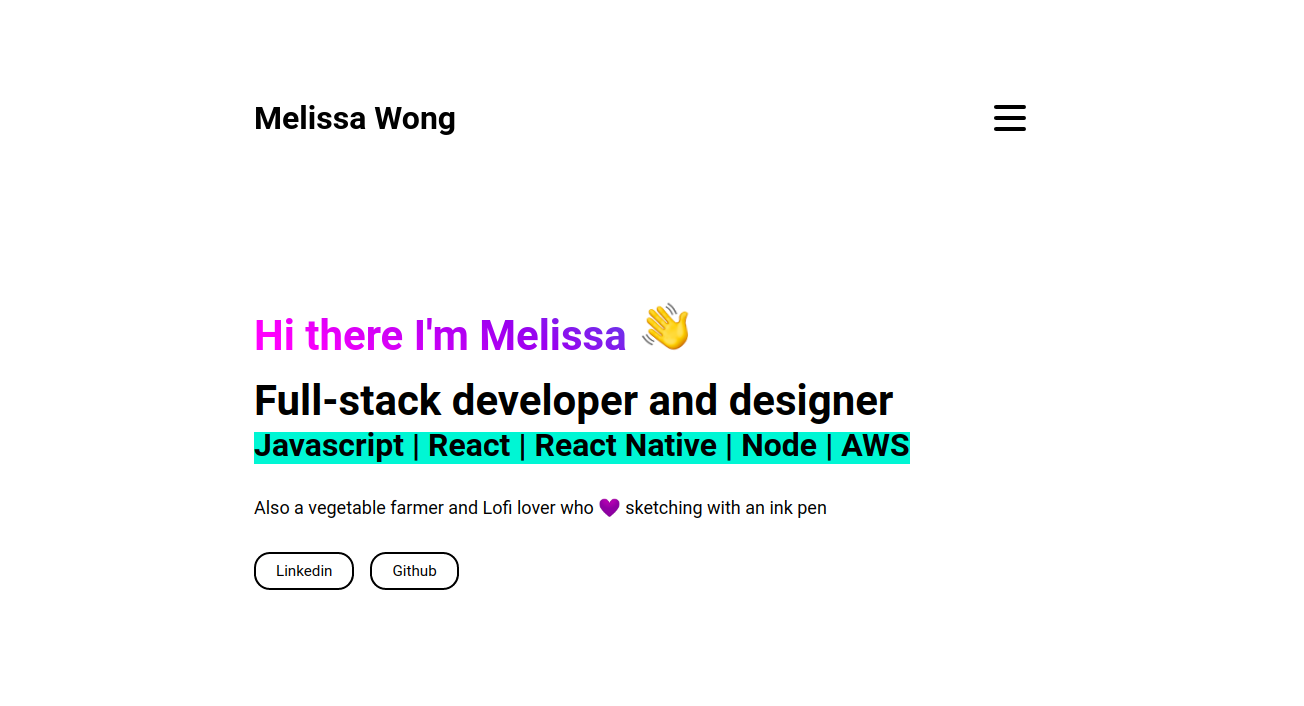 Melissa Wong
Hi there I'm Melissa 👋
Full-stack developer and designer
Javascript | React | React Native | Node | AWS
Also a vegetable farmer and Lofi lover who 💜 sketching with an ink pen
Linkedin
Github